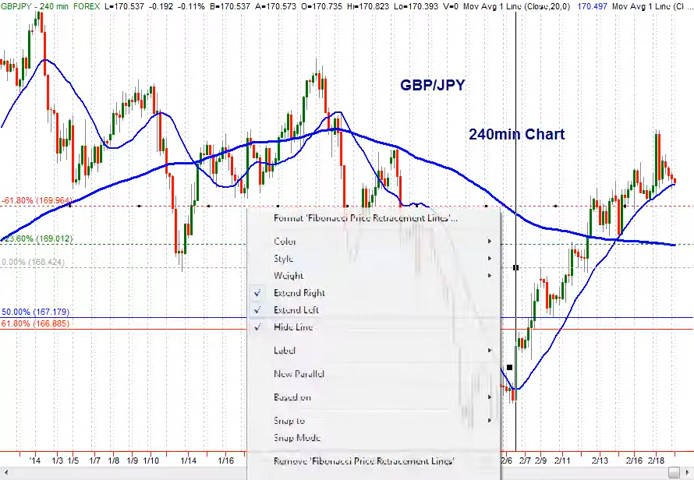 GBPJPY - 240 min  FOREX  L=170.537  -0.192  -0.11%  B=170.537  A=170.573  O=170.735  Hi=170.823  Lo=170.393  V=0  Mov Avg 1 Line (Close,20,0)  170.497  Mov Avg 1 Line (Cl ...
GBP/JPY
240min Chart
-61.80% (169.964)
Format 'Fibonacci Price Retracement Lines'...
Color
-23.60% (169.012)
Style
0.00% (168.424)
Weight
Extend Right
Extend Left
50.00% (167.179)
61.80% (166.885)
Hide Line
Label
New Parallel
Based on
Snap to
Snap Mode
'14 1/3 1/5 1/7 1/8 1/10 1/14 1/16 2/6 2/7 2/9 2/11 2/13 2/16 2/18
Remove 'Fibonacci Price Retracement Lines'